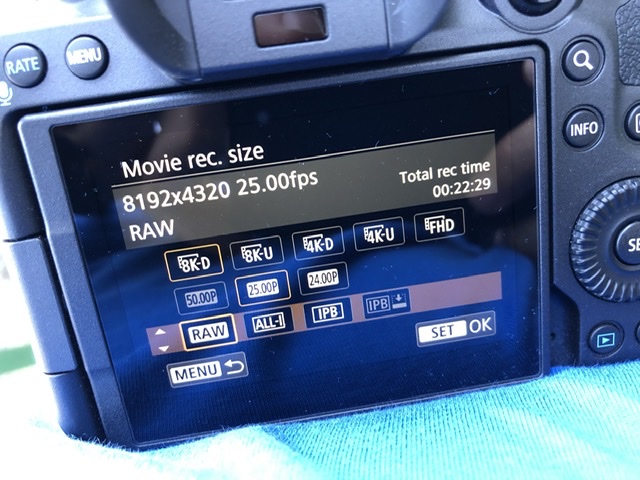 RATE
MENU
Movie rec. size
8192x4320 25.00fps
Total rec time
00:22:29
RAW
8K-D 8K-U 4K-D 4K-U FHD
50.00P 25.00P 24.00P
RAW ALL-I IPB IPB
SET OK
MENU
INFO